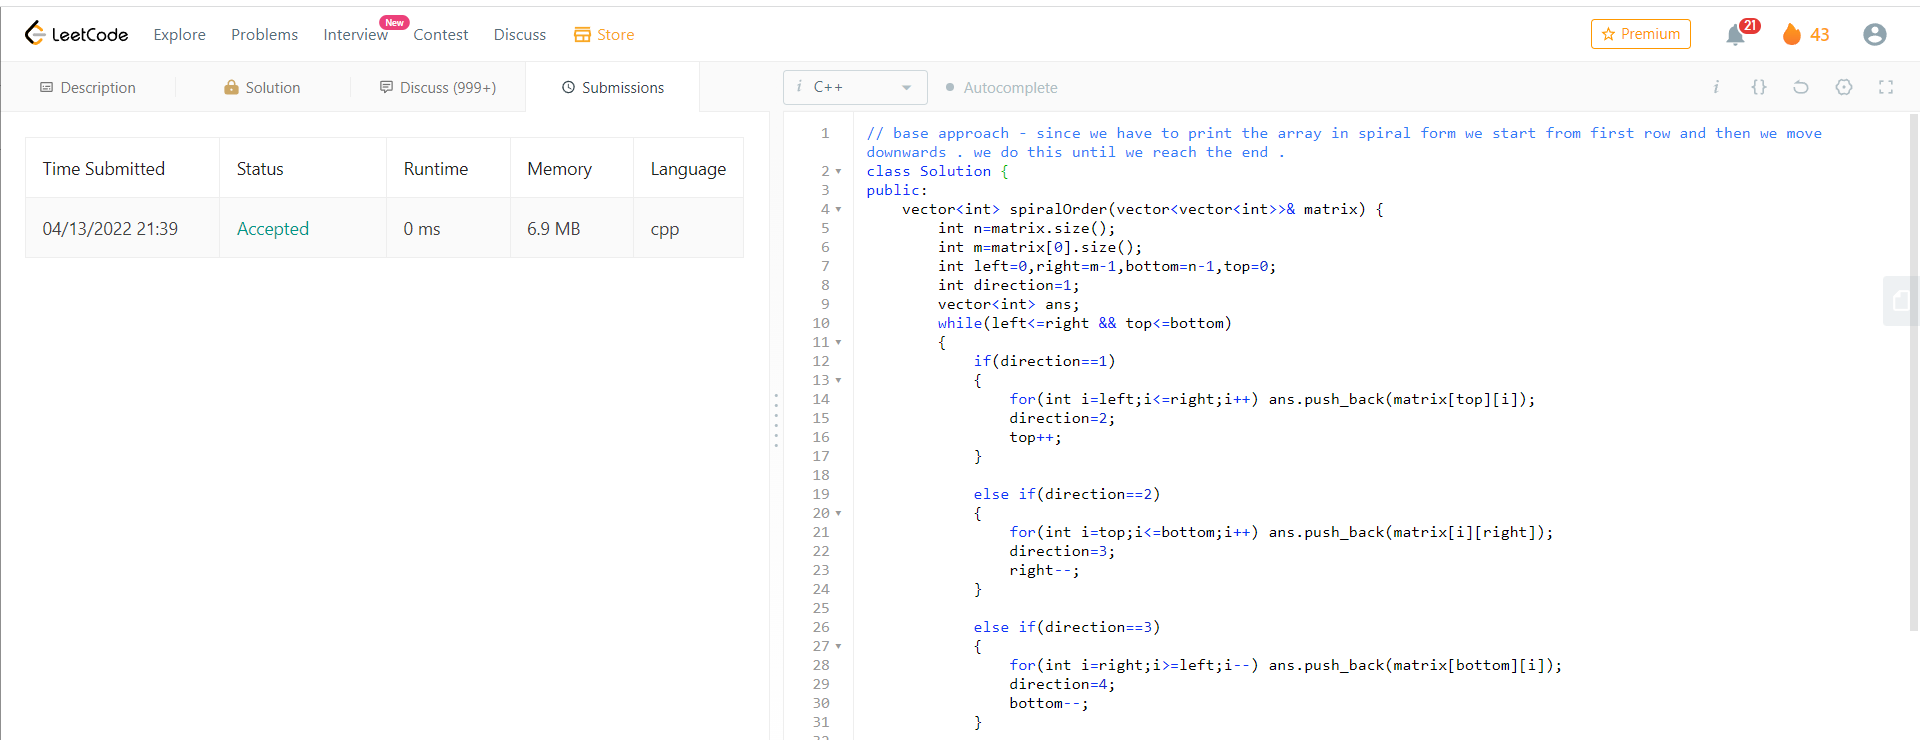 LeetCode Explore Problems Interview New Contest Discuss Store Premium 21 43
Description Solution Discuss (999+) Submissions
i C++ Autocomplete i {}
Time Submitted Status Runtime Memory Language
04/13/2022 21:39 Accepted 0 ms 6.9 MB cpp
1 // base approach - since we have to print the array in spiral form we start from first row and then we move
downwards . we do this until we reach the end .
2 class Solution {
3 public:
4     vector<int> spiralOrder(vector<vector<int>>& matrix) {
5         int n=matrix.size();
6         int m=matrix[0].size();
7         int left=0,right=m-1,bottom=n-1,top=0;
8         int direction=1;
9         vector<int> ans;
10         while(left<=right && top<=bottom)
11         {
12             if(direction==1)
13             {
14                 for(int i=left;i<=right;i++) ans.push_back(matrix[top][i]);
15                 direction=2;
16                 top++;
17             }
18
19             else if(direction==2)
20             {
21                 for(int i=top;i<=bottom;i++) ans.push_back(matrix[i][right]);
22                 direction=3;
23                 right--;
24             }
25
26             else if(direction==3)
27             {
28                 for(int i=right;i>=left;i--) ans.push_back(matrix[bottom][i]);
29                 direction=4;
30                 bottom--;
31             }